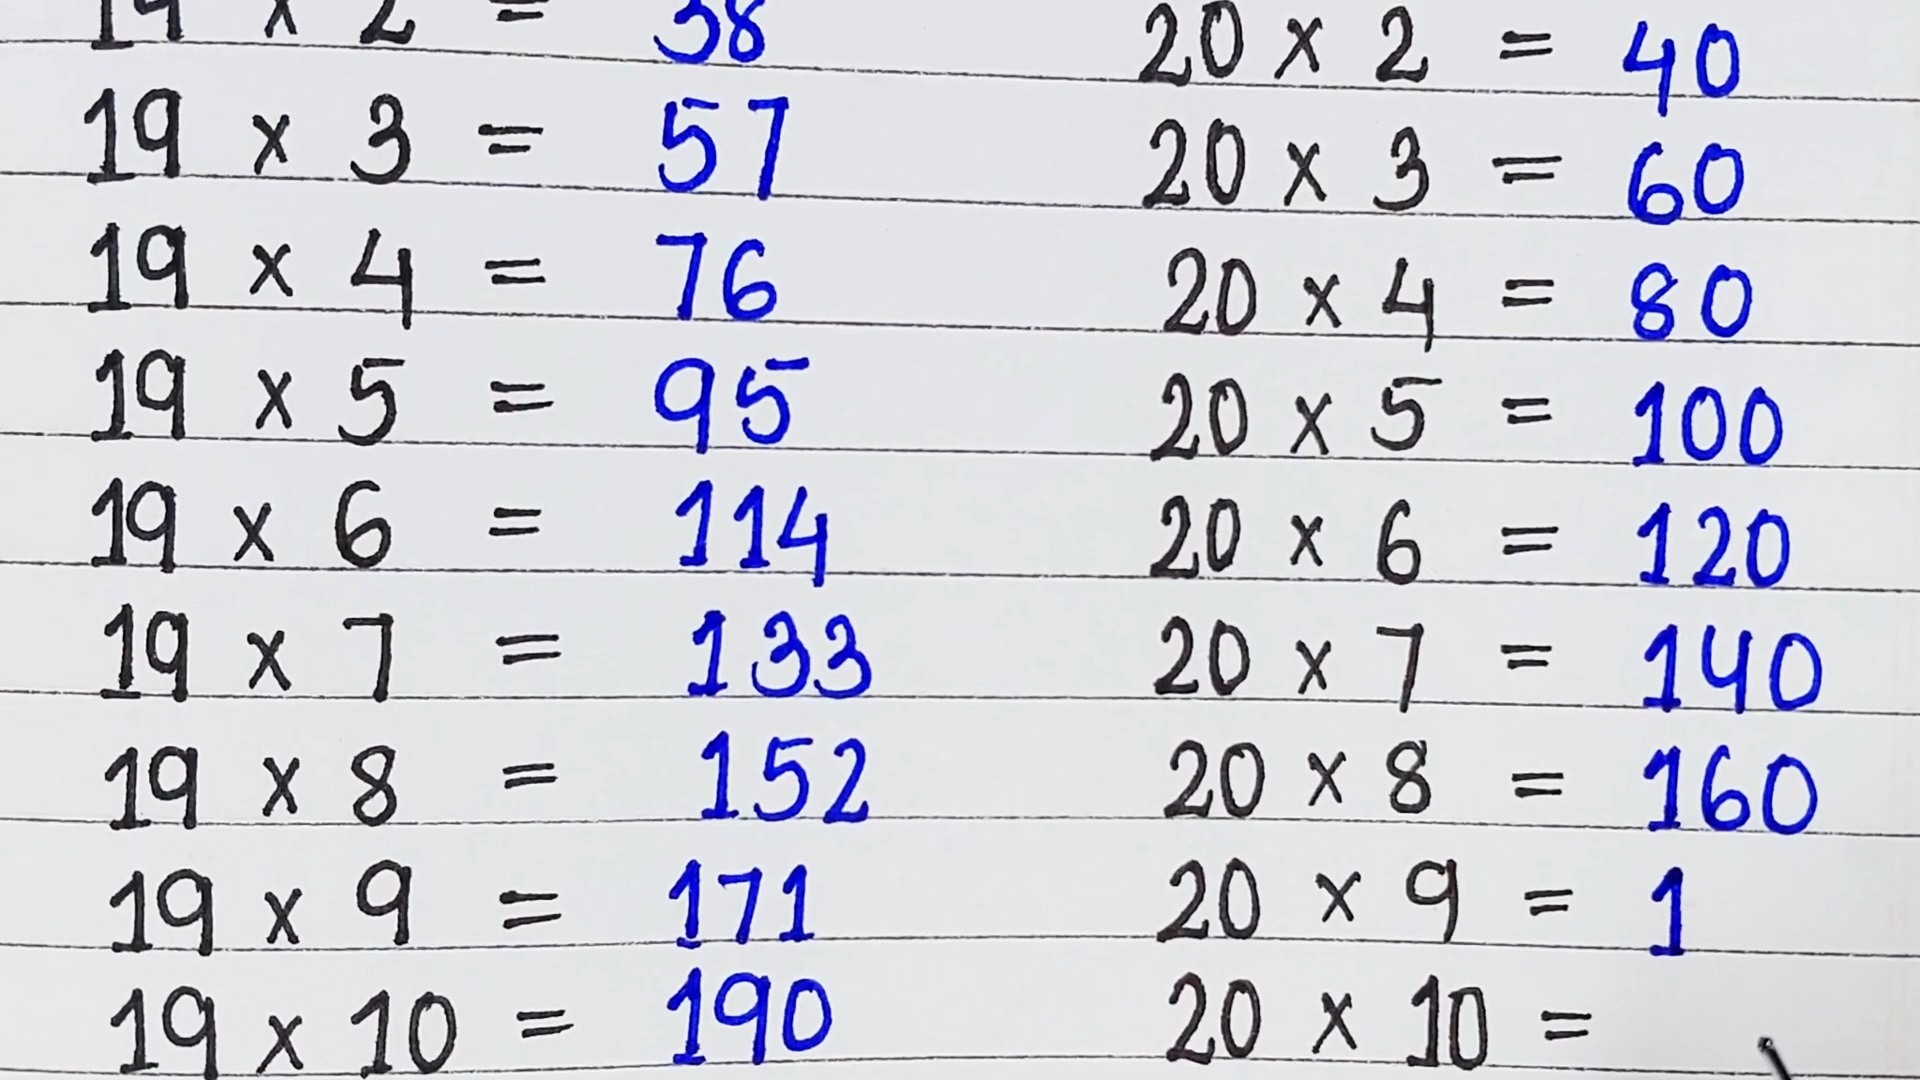 19 x 2 = 38
19 x 3 = 57
19 x 4 = 76
19 x 5 = 95
19 x 6 = 114
19 x 7 = 133
19 x 8 = 152
19 x 9 = 171
19 x 10 = 190
20 x 2 = 40
20 x 3 = 60
20 x 4 = 80
20 x 5 = 100
20 x 6 = 120
20 x 7 = 140
20 x 8 = 160
20 x 9 = 1
20 x 10 =